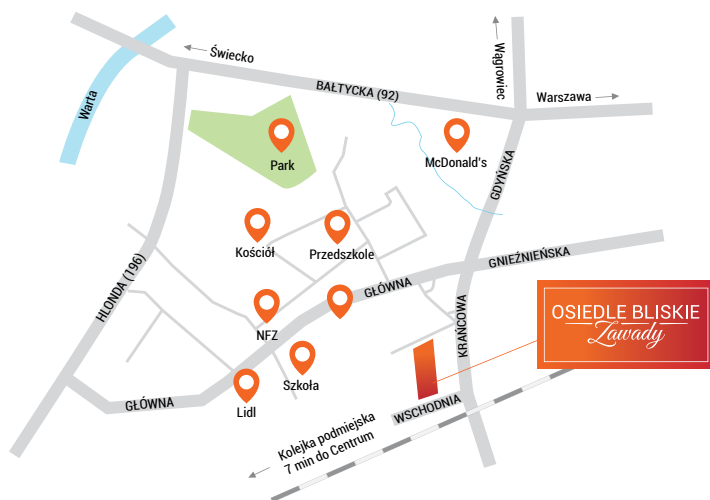 Świecko
Wągrowiec
Warszawa
BAŁTYCKA (92)
Warta
Park
McDonald's
GDYŃSKA
Kościół
Przedszkole
GNIEŹNIEŃSKA
HLONDA (196)
GŁÓWNA
NFZ
KRAŃCOWA
OSIEDLE BLISKIE
Zawady
Szkoła
Lidl
GŁÓWNA
WSCHODNIA
Kolejka podmiejska
7 min do Centrum